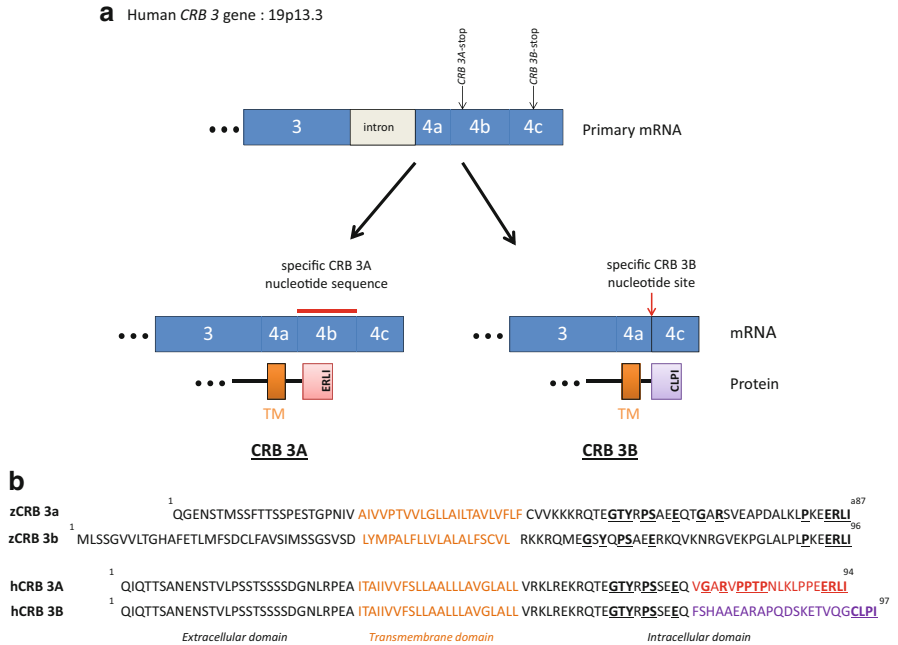 a Human CRB 3 gene : 19p13.3
CRB 3A-stop
CRB 3B-stop
••• 3 intron 4a 4b 4c Primary mRNA
specific CRB 3A
nucleotide sequence
specific CRB 3B
nucleotide site
••• 3 4a 4b 4c
••• 3 4a 4c mRNA
••• ERLI
••• CLPI Protein
TM
TM
CRB 3A
CRB 3B
b
zCRB 3a 1 QGENSTMSSFTTSSPESTGPNIV AIVVPTVVLGLLAILTAVLVFLF CVVKKKRQTEGTYRPSAEEQTGARSVEAPDALKLPKEERLI a87
zCRB 3b 1 MLSSGVVLTGHAFETLMFSDCLFAVSIMSSGSVSD LYMPALFLLVALALALFSCVL RKKRQMEGSYQPSAEERKQVKNRGVEKPGLALPLPKEERLI 96
hCRB 3A 1 QIQTTSANENSTVLPSSTSSSSDGNLRPEA ITAIIVVFSLLAALLLAVGLALL VRKLREKRQTEGTYRPSSEEQ VGARVPPTPNLKLPPEERLI 94
hCRB 3B 1 QIQTTSANENSTVLPSSTSSSSDGNLRPEA ITAIIVVFSLLAALLLAVGLALL VRKLREKRQTEGTYRPSSEEQ FSHAAEARAPQDSKETVQGCLPI 97
Extracellular domain Transmembrane domain Intracellular domain